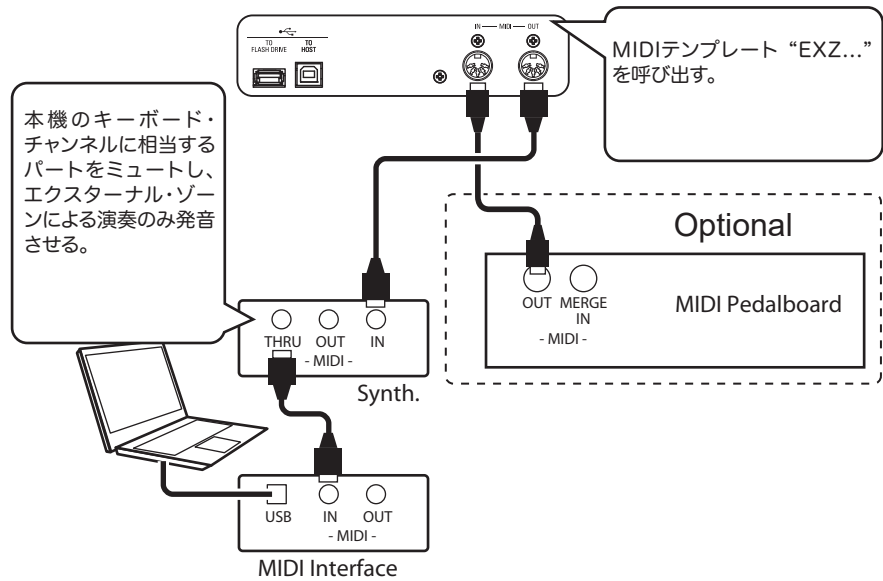 IN — MIDI — OUT
TO
FLASH DRIVE
TO
HOST
MIDIテンプレート “EXZ...”
を呼び出す。
本機のキーボード・
チャンネルに相当する
パートをミュートし、
エクスターナル・ゾー
ンによる演奏のみ発音
させる。
Optional
OUT MERGE
IN
- MIDI -
MIDI Pedalboard
THRU OUT IN
- MIDI -
Synth.
USB IN OUT
- MIDI -
MIDI Interface